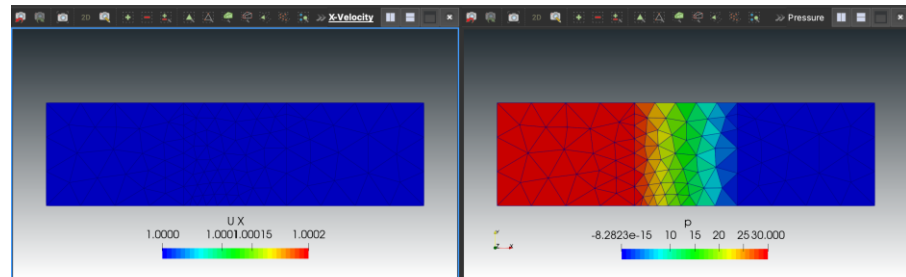 2D
X-Velocity
2D
Pressure
U X
1.0000 1.0001 1.00015 1.0002
p
-8.2823e-15 10 15 20 25 30.000